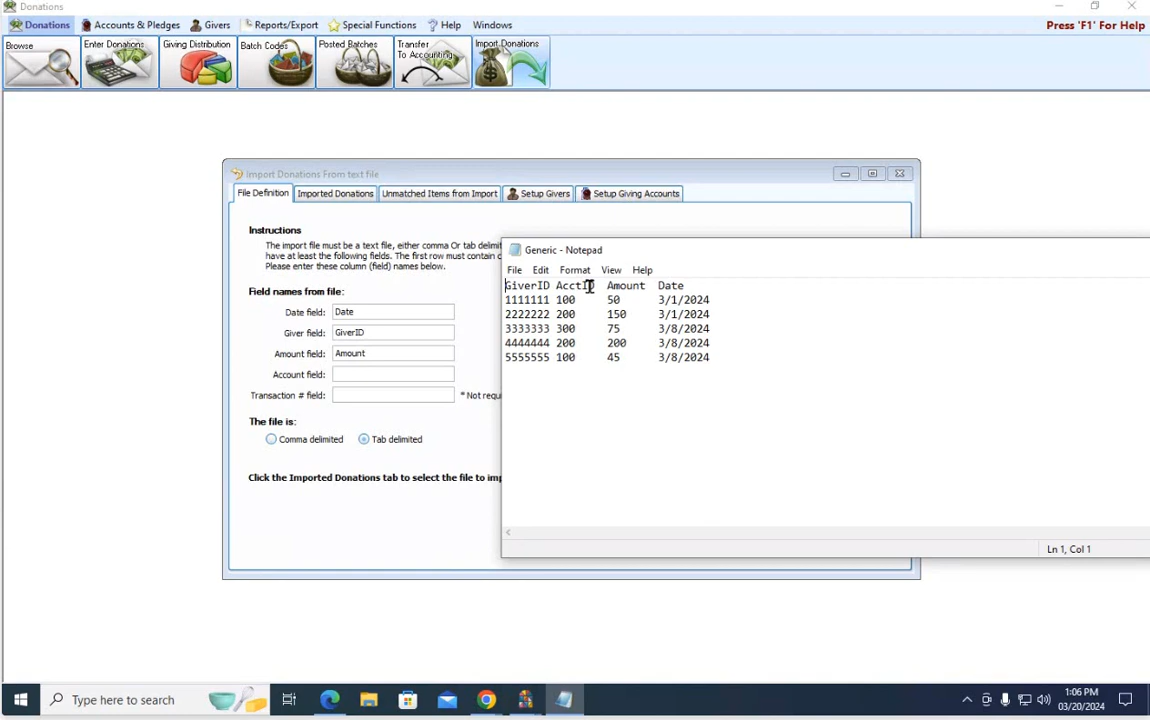 Donations
Donations Accounts & Pledges Givers Reports/Export Special Functions Help Windows Press 'F1' For Help
Browse Enter Donations Giving Distribution Batch Codes Posted Batches Transfer To Accounting Import Donations
Import Donations From text file
File Definition Imported Donations Unmatched Items from Import Setup Givers Setup Giving Accounts
Instructions
The import file must be a text file, either comma Or tab delimit
have at least the following fields. The first row must contain c
Please enter these column (field) names below.
Field names from file:
Date field: Date
Giver field: GiverID
Amount field: Amount
Account field:
Transaction # field: * Not requ
The file is:
Comma delimited Tab delimited
Click the Imported Donations tab to select the file to imp
Generic - Notepad
File Edit Format View Help
GiverID AcctID Amount Date
1111111 100 50 3/1/2024
2222222 200 150 3/1/2024
3333333 300 75 3/8/2024
4444444 200 200 3/8/2024
5555555 100 45 3/8/2024
Ln 1, Col 1
Type here to search
1:06 PM
03/20/2024